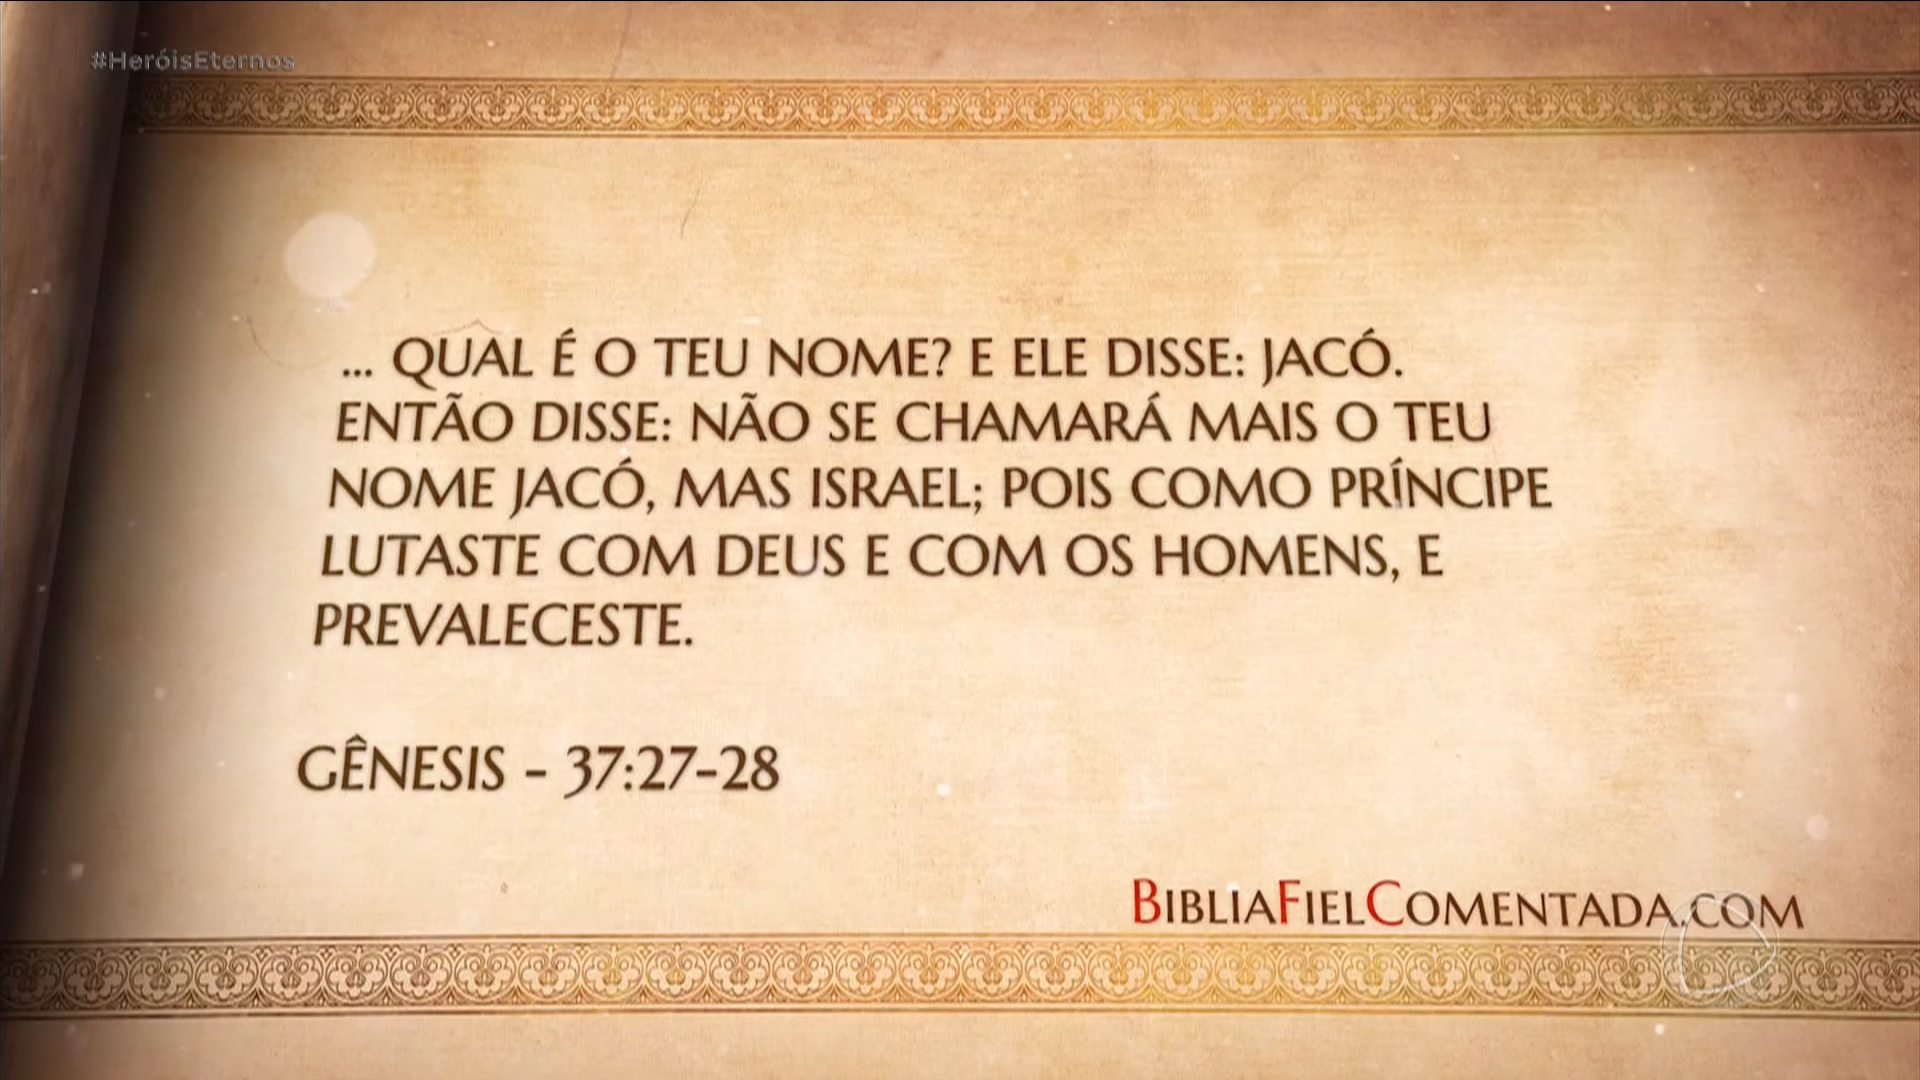 #HeróisEternos
... QUAL É O TEU NOME? E ELE DISSE: JACÓ.
ENTÃO DISSE: NÃO SE CHAMARÁ MAIS O TEU
NOME JACÓ, MAS ISRAEL; POIS COMO PRÍNCIPE
LUTASTE COM DEUS E COM OS HOMENS, E
PREVALECESTE.
GÊNESIS - 37:27-28
BIBLIAFIELCOMENTADA.COM